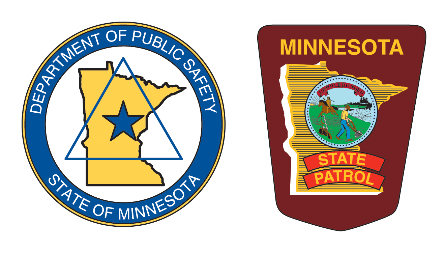 DEPARTMENT OF PUBLIC SAFETY
STATE OF MINNESOTA
MINNESOTA
STATE
PATROL